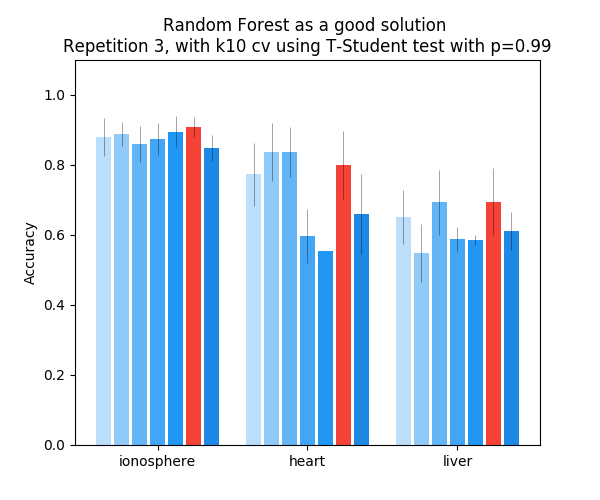 Random Forest as a good solution
Repetition 3, with k10 cv using T-Student test with p=0.99
1.0
0.8
0.6
0.4
0.2
0.0
Accuracy
ionosphere
heart
liver